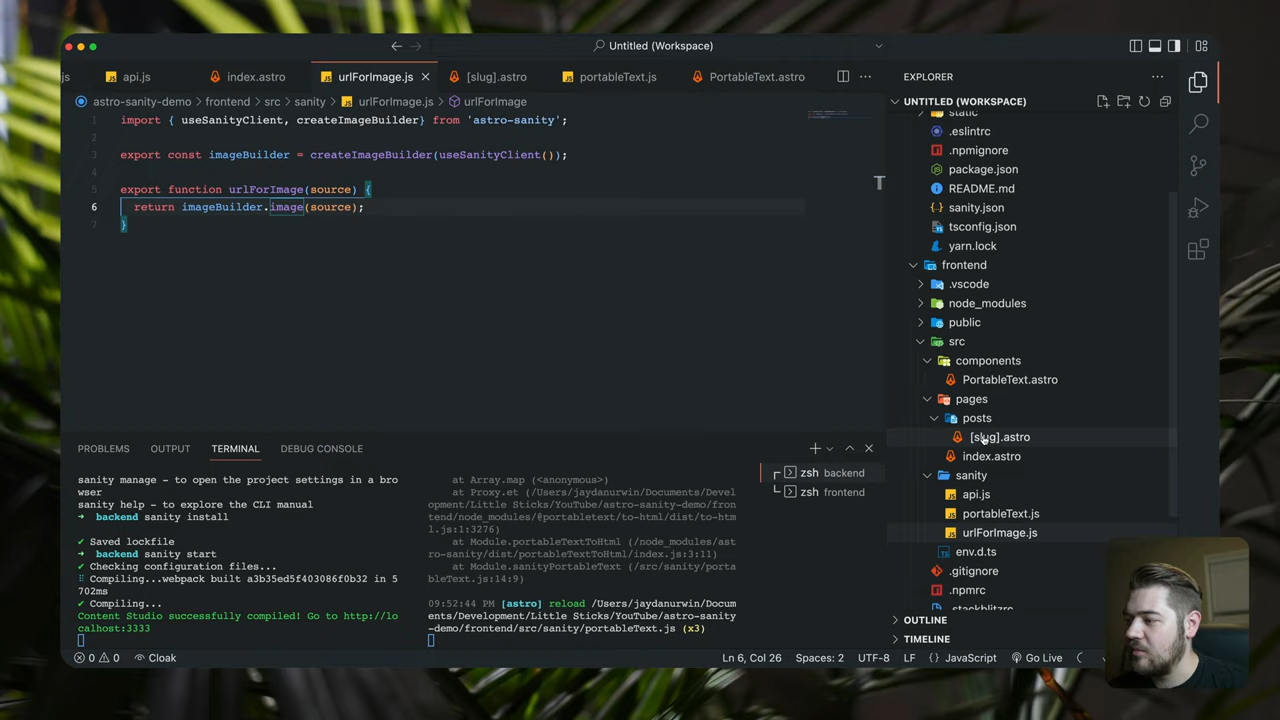 Untitled (Workspace)
js
api.js
index.astro
urlForImage.js
[slug].astro
portableText.js
PortableText.astro
astro-sanity-demo
frontend
src
sanity
urlForImage.js
urlForImage
1 import { useSanityClient, createImageBuilder} from 'astro-sanity';
2
3 export const imageBuilder = createImageBuilder(useSanityClient());
4
5 export function urlForImage(source) {
6 return imageBuilder.image(source);
7 }
PROBLEMS
OUTPUT
TERMINAL
DEBUG CONSOLE
sanity manage - to open the project settings in a bro
wser
sanity help - to explore the CLI manual
➜ backend sanity install
✔ Saved lockfile
➜ backend sanity start
✔ Checking configuration files...
⠇ Compiling...webpack built a3b35ed5f403086f0b32 in 5
702ms
✔ Compiling...
Content Studio successfully compiled! Go to http://lo
calhost:3333
at Array.map (<anonymous>)
at Proxy.et (/Users/jaydanurwin/Documents/Devel
opment/Little Sticks/YouTube/astro-sanity-demo/fron
tend/node_modules/@portabletext/to-html/dist/to-htm
l.js:1:3276)
at Module.portableTextToHtml (/node_modules/ast
ro-sanity/dist/portableTextToHtml/index.js:3:11)
at Module.sanityPortableText (/src/sanity/porta
bleText.js:14:9)
09:52:44 PM [astro] reload /Users/jaydanurwin/Docum
ents/Development/Little Sticks/YouTube/astro-sanity
-demo/frontend/src/sanity/portableText.js (x3)
zsh backend
zsh frontend
EXPLORER
UNTITLED (WORKSPACE)
static
.eslintrc
.npmignore
package.json
README.md
sanity.json
tsconfig.json
yarn.lock
frontend
.vscode
node_modules
public
src
components
PortableText.astro
pages
posts
[slug].astro
index.astro
sanity
api.js
portableText.js
urlForImage.js
env.d.ts
.gitignore
.npmrc
.stackblitzrc
OUTLINE
TIMELINE
0 0
Cloak
Ln 6, Col 26
Spaces: 2
UTF-8
LF
{} JavaScript
Go Live